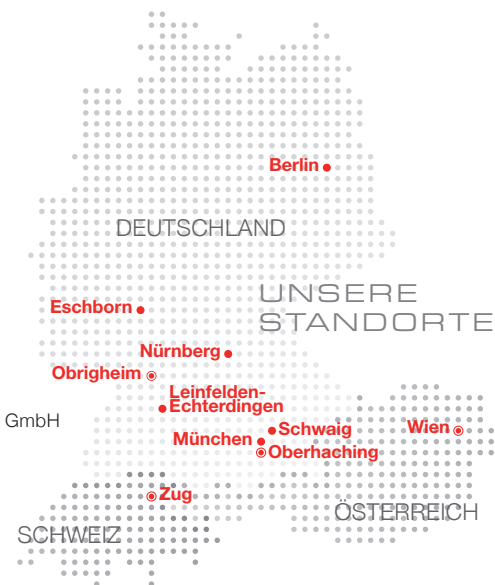 Berlin
DEUTSCHLAND
UNSERE
STANDORTE
Eschborn
Nürnberg
Obrigheim
Leinfelden-
Echterdingen
GmbH
Schwaig
München
Wien
Oberhaching
Zug
ÖSTERREICH
SCHWEIZ